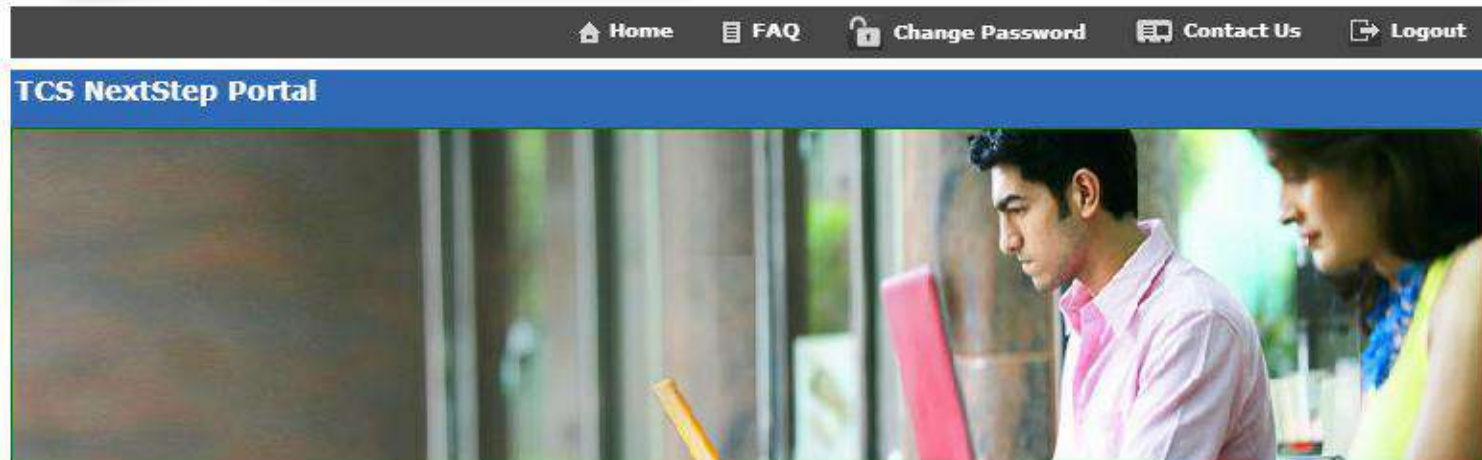 Home FAQ Change Password Contact Us Logout
TCS NextStep Portal